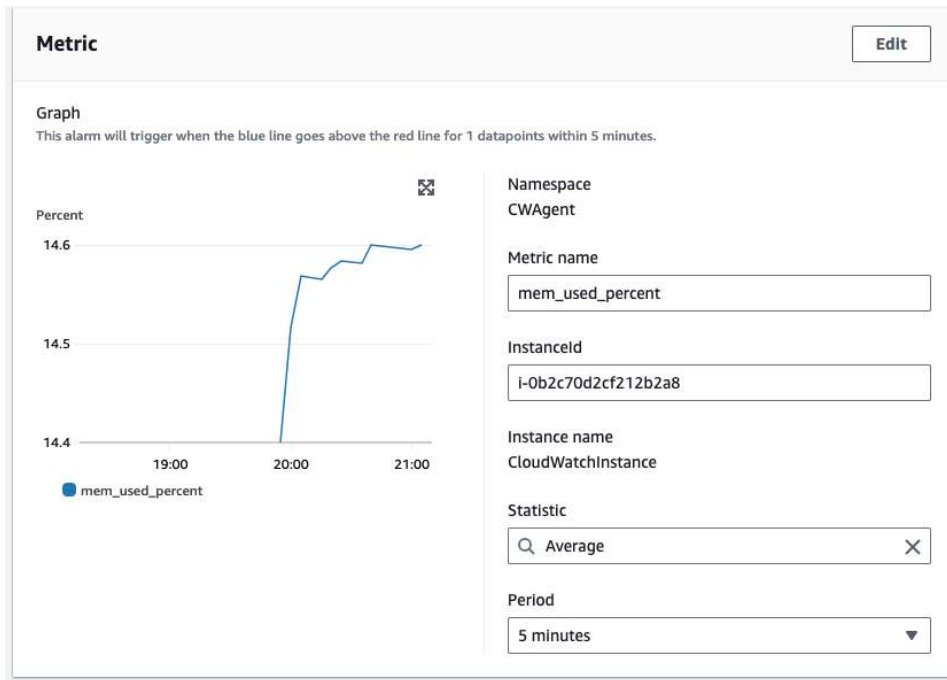 Metric
Edit
Graph
This alarm will trigger when the blue line goes above the red line for 1 datapoints within 5 minutes.
Percent
14.6
14.5
14.4
19:00
20:00
21:00
mem_used_percent
Namespace
CWAgent
Metric name
mem_used_percent
InstanceId
i-0b2c70d2cf212b2a8
Instance name
CloudWatchInstance
Statistic
Average
Period
5 minutes